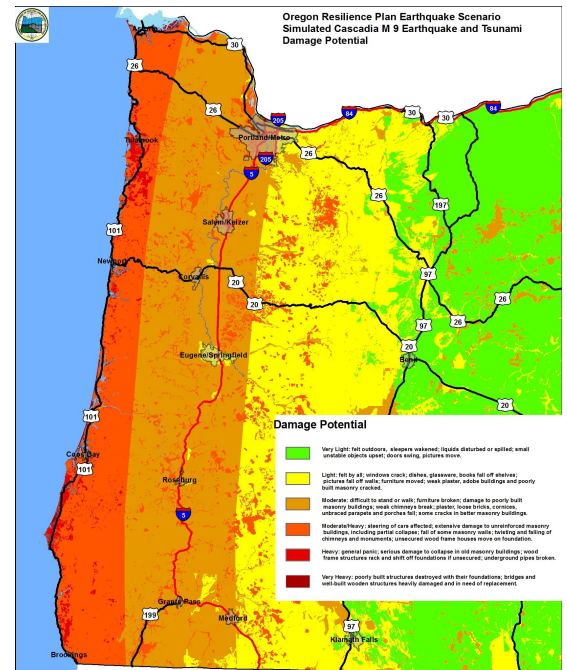 Oregon Resilience Plan Earthquake Scenario
Simulated Cascadia M 9 Earthquake and Tsunami
Damage Potential
30
26
26
205
84
30
30
84
Tillamook
Portland/Metro
205
26
5
26
197
Salem/Keizer
101
Newport
97
Corvallis
20
20
26
26
97
20
Eugene/Springfield
Bend
20
101
Damage Potential
Very Light: felt outdoors, sleepers wakened; liquids disturbed or spilled; small
unstable objects upset; doors swing, pictures move.
Light: felt by all; windows crack; dishes, glassware, books fall off shelves;
pictures fall off walls; furniture moved; weak plaster, adobe buildings and poorly
built masonry cracked.
Moderate: difficult to stand or walk; furniture broken; damage to poorly built
masonry buildings; weak chimneys break; plaster, loose bricks, cornices,
unbraced parapets and porches fall; some cracks in better masonry buildings.
Moderate/Heavy: steering of cars affected; extensive damage to unreinforced masonry
buildings, including partial collapse; fall of some masonry walls; twisting and falling of
chimneys and monuments; unsecured wood frame houses move on foundation.
Heavy: general panic; serious damage to collapse in old masonry buildings; wood
frame structures rack and shift off foundations if unsecured; underground pipes broken.
Very Heavy: poorly built structures destroyed with their foundations; bridges and
well-built wooden structures heavily damaged and in need of replacement.
Coos Bay
101
Roseburg
5
Grants Pass
199
Medford
97
Klamath Falls
Brookings